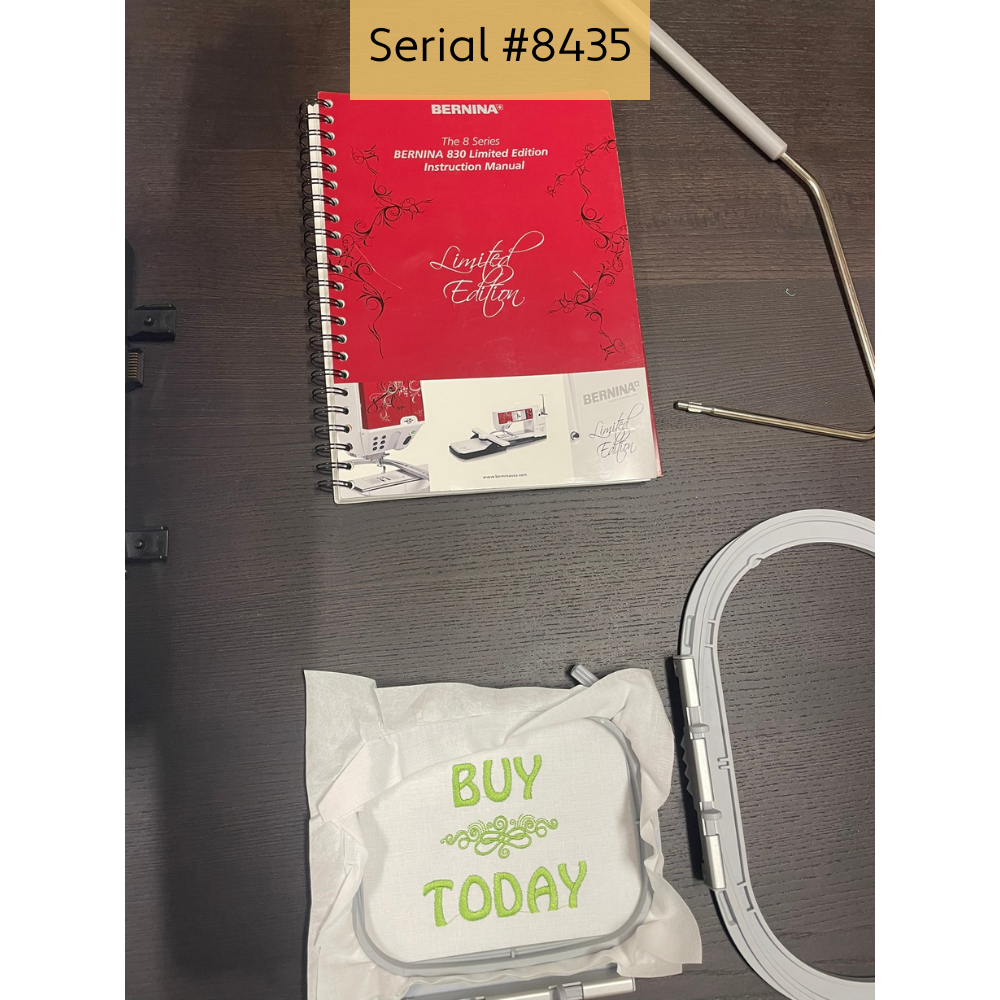 Serial #8435
BERNINA
The 8 Series
BERNINA 830 Limited Edition
Instruction Manual
Limited
Edition
BERNINA
Limited
Edition
BUY
TODAY